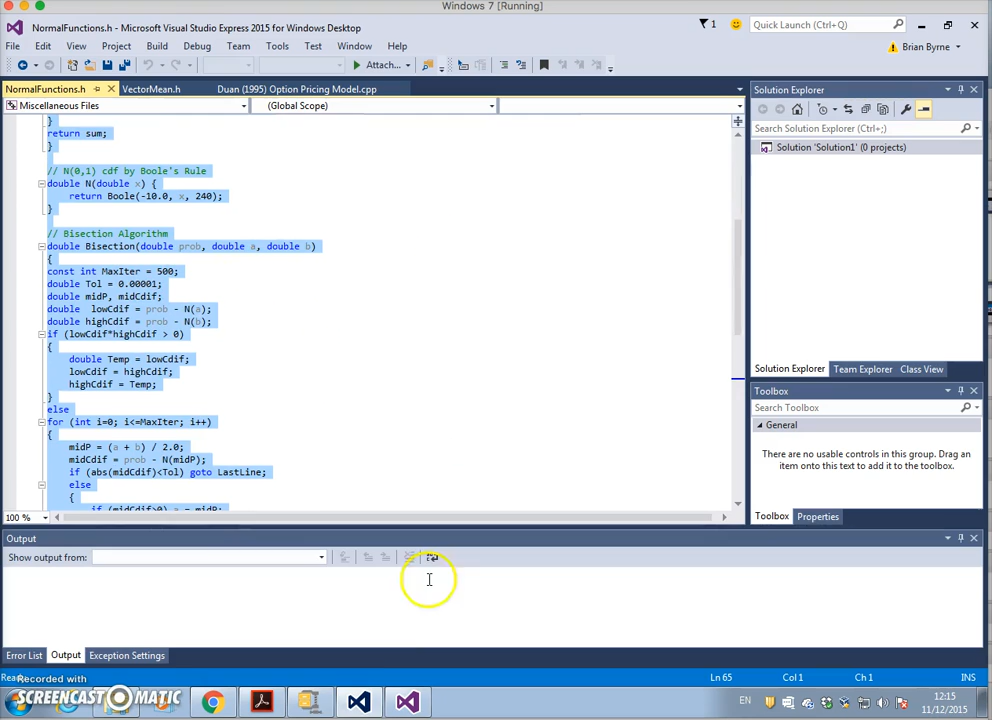 Windows 7 [Running]
NormalFunctions.h - Microsoft Visual Studio Express 2015 for Windows Desktop
1
Quick Launch (Ctrl+;)
File Edit View Project Build Debug Team Tools Test Window Help
Brian Byrne
Attach...
NormalFunctions.h VectorMean.h Duan (1995) Option Pricing Model.cpp
Miscellaneous Files (Global Scope)
}
return sum;
}
// N(0,1) cdf by Boole's Rule
double N(double x) {
return Boole(-10.0, x, 240);
}
// Bisection Algorithm
double Bisection(double prob, double a, double b)
{
const int MaxIter = 500;
double Tol = 0.00001;
double midP, midCdif;
double lowCdif = prob - N(a);
double highCdif = prob - N(b);
if (lowCdif*highCdif > 0)
{
double Temp = lowCdif;
lowCdif = highCdif;
highCdif = Temp;
}
else
for (int i=0; i<=MaxIter; i++)
{
midP = (a + b) / 2.0;
midCdif = prob - N(midP);
if (abs(midCdif)<Tol) goto LastLine;
else
{
if (midCdif>0) a = midP;
100 %
Solution Explorer
Search Solution Explorer (Ctrl+;)
Solution 'Solution1' (0 projects)
Solution Explorer Team Explorer Class View
Toolbox
Search Toolbox
General
There are no usable controls in this group. Drag an
item onto this text to add it to the toolbox.
Toolbox Properties
Output
Show output from:
Error List Output Exception Settings
Ln 65 Col 1 Ch 1 INS
Recorded with
SCREENCAST MATIC
EN
12:15
11/12/2015